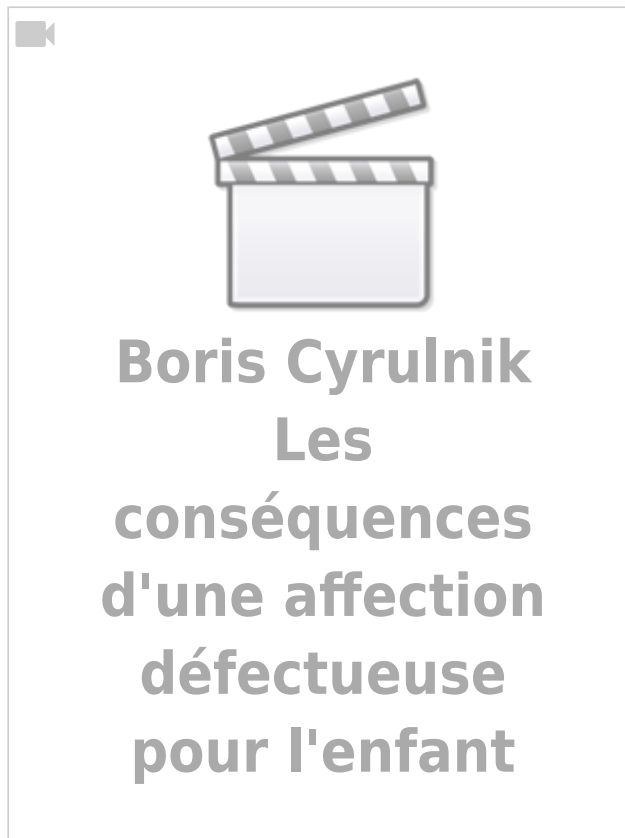 Boris Cyrulnik
Les
conséquences
d'une affection
défectueuse
pour l'enfant